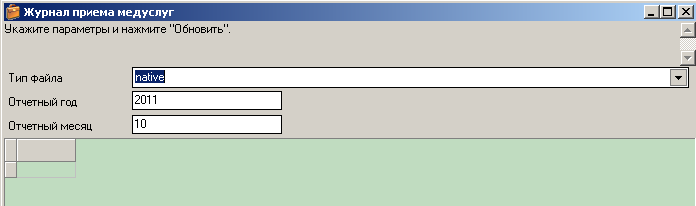 Журнал приема медуслуг
Укажите параметры и нажмите "Обновить".
Тип файла native
Отчетный год 2011
Отчетный месяц 10